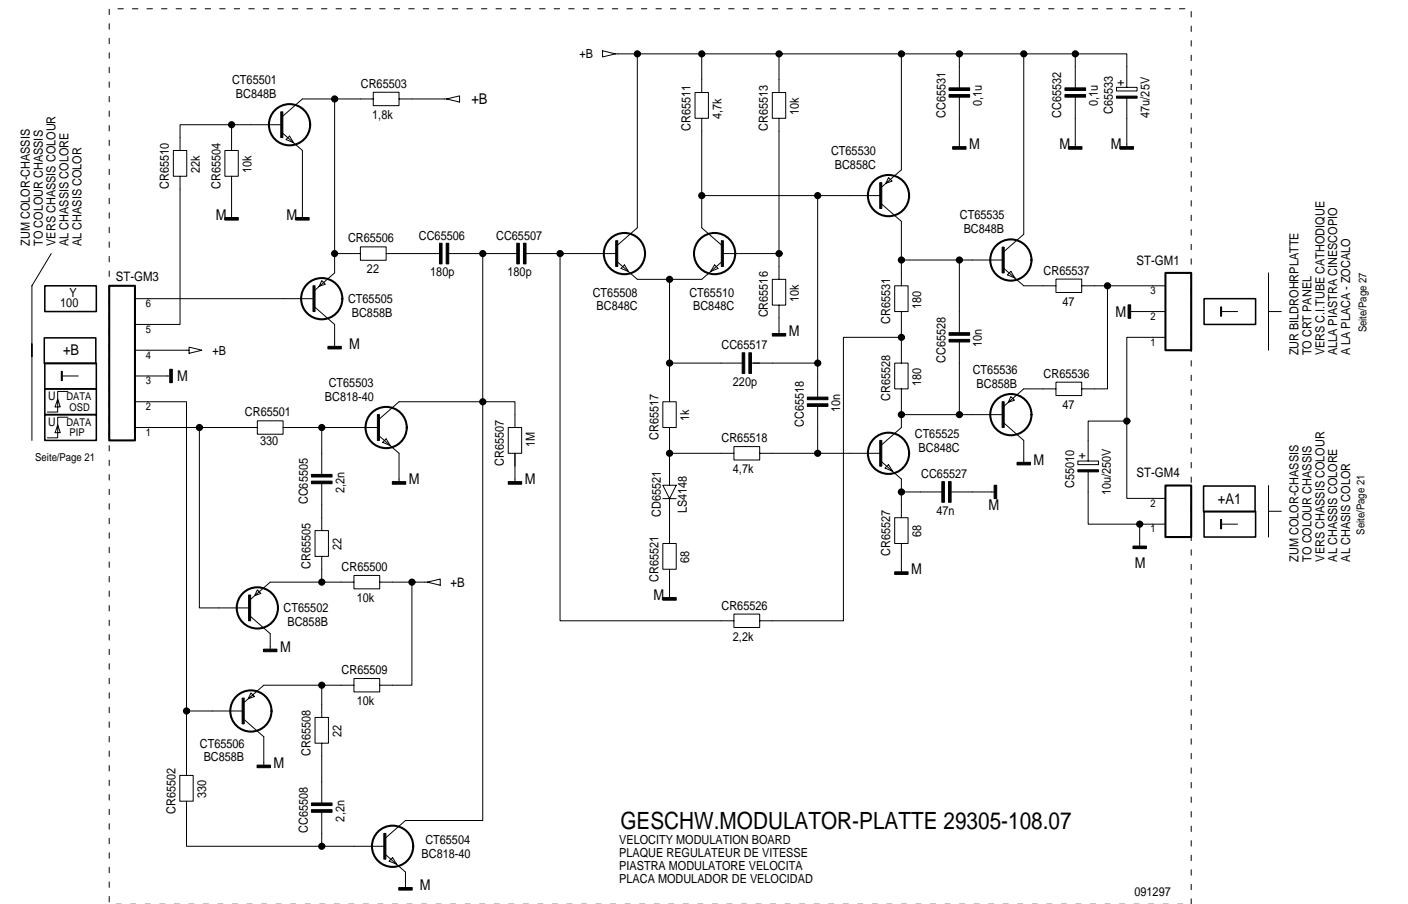 ZUM COLOR-CHASSIS
TO COLOUR CHASSIS
VERS CHASSIS COLOUR
AL CHASSIS COLORE
AL CHASIS COLOR
ST-GM3
Y
100
+B
U DATA
OSD
U DATA
PIP
Seite/Page 21
6
5
4
3
2
1
+B
M
CR65510
22k
CR65504
10k
M
CT65501
BC848B
M
CR65503
1,8k
+B
CT65505
BC858B
M
CR65506
22
CC65506
180p
CC65507
180p
CT65503
BC818-40
M
CR65501
330
CC65505
2,2n
CR65505
22
CR65507
1M
M
CR65500
10k
+B
CT65502
BC858B
M
CR65509
10k
CT65506
BC858B
M
CR65508
22
CR65502
330
CC65508
2,2n
CT65504
BC818-40
M
+B
CR65511
4,7k
CR65513
10k
CT65508
BC848C
CT65510
BC848C
CR65516
10k
M
CC65517
220p
CC65518
10n
CR65517
1k
CR65518
4,7k
CD65521
LS4148
CR65521
68
M
CR65526
2,2k
CT65530
BC858C
CC65531
0,1u
M
CC65532
0,1u
M
C65533
+
47u/25V
CT65535
BC848B
CR65531
180
CC65528
10n
CR65528
180
CR65537
47
CT65536
BC858B
CR65536
47
M
CT65525
BC848C
CC65527
47n
M
CR65527
68
M
C55010
+
10u/250V
ST-GM1
3
2
1
M
ST-GM4
2
1
M
+A1
ZUR BILDROHRPLATTE
TO CRT PANEL
VERS C.I.TUBE CATHODIQUE
ALLA PIASTRA CINESCOPIO
A LA PLACA - ZOCALO
Seite/Page 27
ZUM COLOR-CHASSIS
TO COLOUR CHASSIS
VERS CHASSIS COLOUR
AL CHASSIS COLORE
AL CHASIS COLOR
Seite/Page 21
GESCHW.MODULATOR-PLATTE 29305-108.07
VELOCITY MODULATION BOARD
PLAQUE REGULATEUR DE VITESSE
PIASTRA MODULATORE VELOCITA
PLACA MODULADOR DE VELOCIDAD
091297